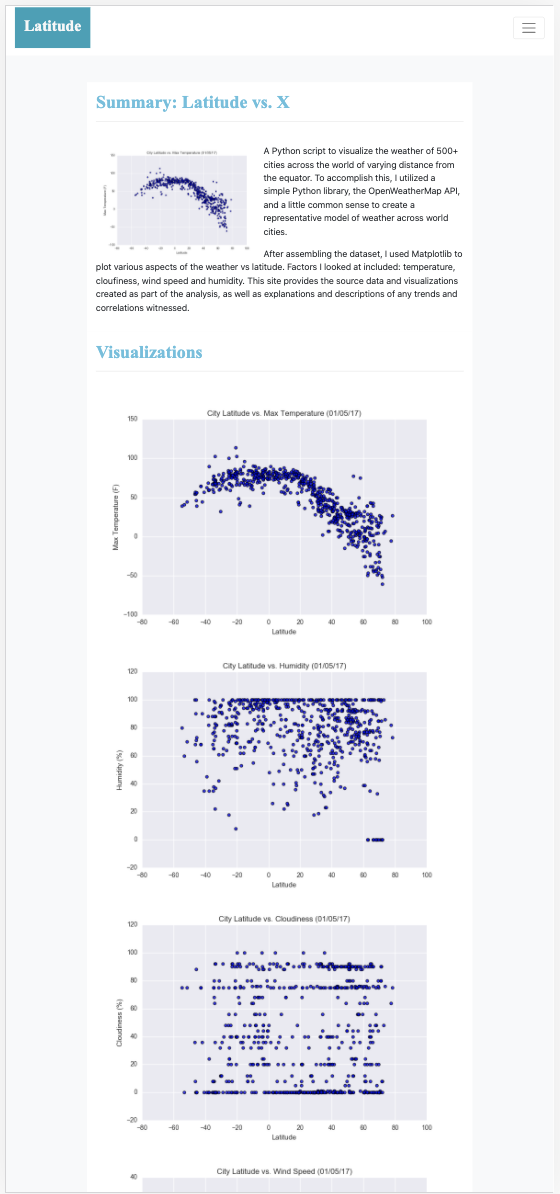 Latitude
Summary: Latitude vs. X
A Python script to visualize the weather of 500+
cities across the world of varying distance from
the equator. To accomplish this, I utilized a
simple Python library, the OpenWeatherMap API,
and a little common sense to create a
representative model of weather across world
cities.
After assembling the dataset, I used Matplotlib to
plot various aspects of the weather vs latitude. Factors I looked at included: temperature,
cloufiness, wind speed and humidity. This site provides the source data and visualizations
created as part of the analysis, as well as explanations and descriptions of any trends and
correlations witnessed.
Visualizations
City Latitude vs. Max Temperature (01/05/17)
150
100
50
0
−50
−100
Max Temperature (F)
−80 −60 −40 −20 0 20 40 60 80 100
Latitude
City Latitude vs. Humidity (01/05/17)
120
100
80
60
40
20
0
−20
Humidity (%)
−80 −60 −40 −20 0 20 40 60 80 100
Latitude
City Latitude vs. Cloudiness (01/05/17)
120
100
80
60
40
20
0
−20
Cloudiness (%)
−80 −60 −40 −20 0 20 40 60 80 100
Latitude
City Latitude vs. Wind Speed (01/05/17)
40